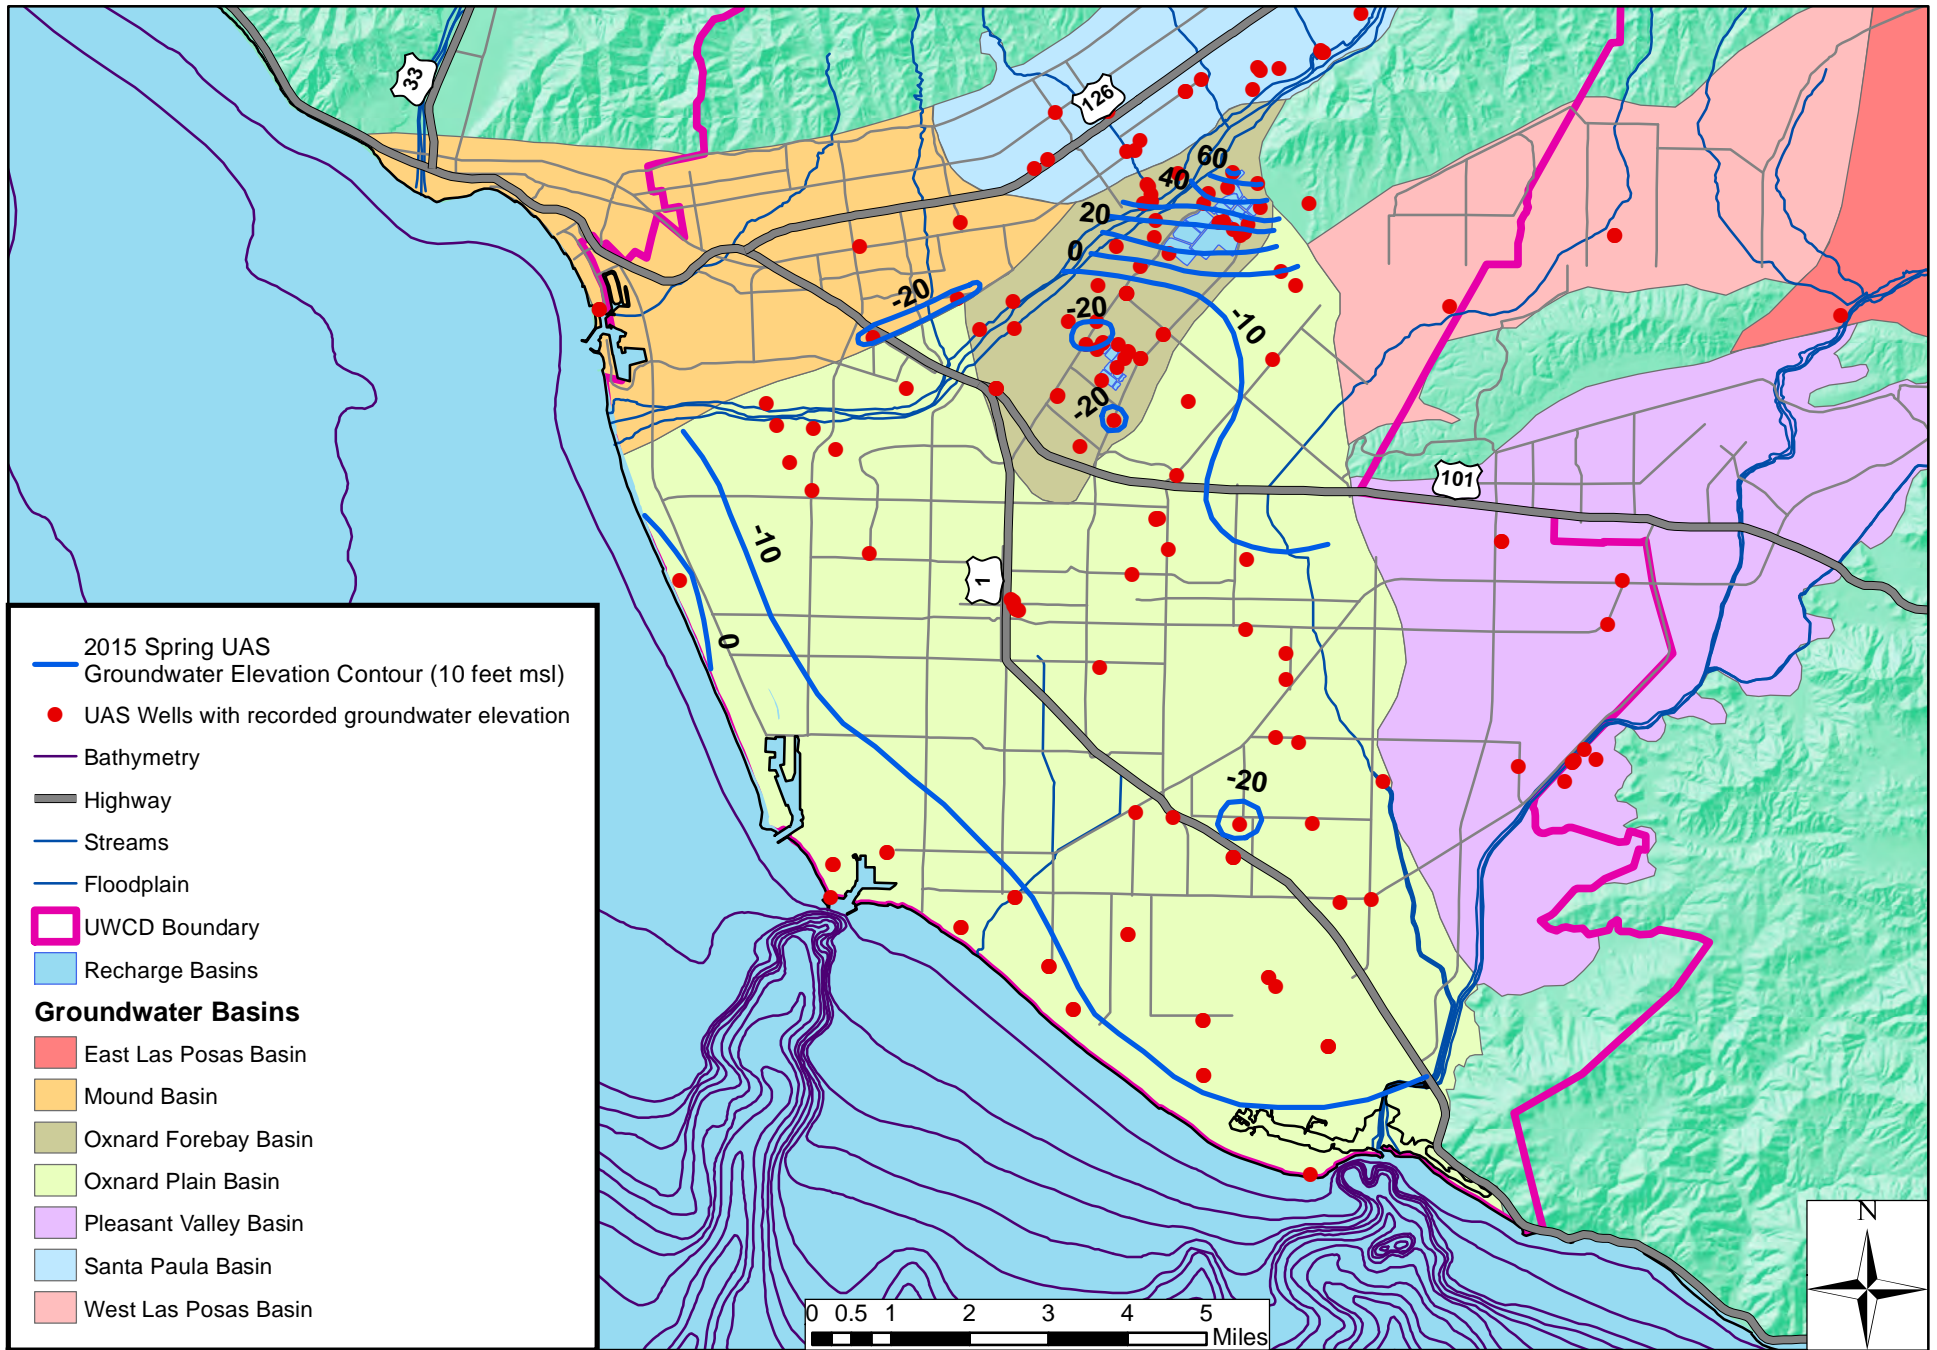 33
126
60
40
20
0
-20
-20
-10
-20
101
-10
1
0
-20
2015 Spring UAS
Groundwater Elevation Contour (10 feet msl)
UAS Wells with recorded groundwater elevation
Bathymetry
Highway
Streams
Floodplain
UWCD Boundary
Recharge Basins
Groundwater Basins
East Las Posas Basin
Mound Basin
Oxnard Forebay Basin
Oxnard Plain Basin
Pleasant Valley Basin
Santa Paula Basin
West Las Posas Basin
N
0 0.5 1 2 3 4 5
Miles